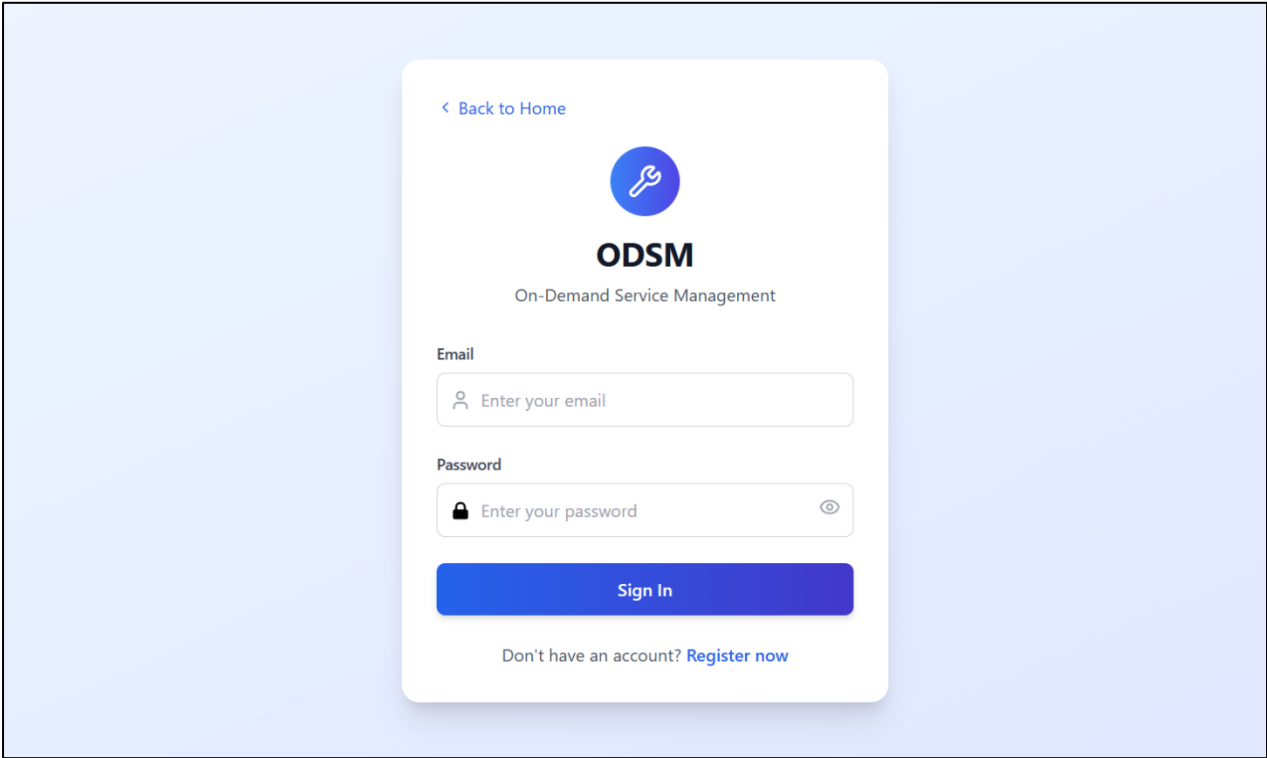 Back to Home
ODSM
On-Demand Service Management
Email
Enter your email
Password
Enter your password
Sign In
Don't have an account? Register now